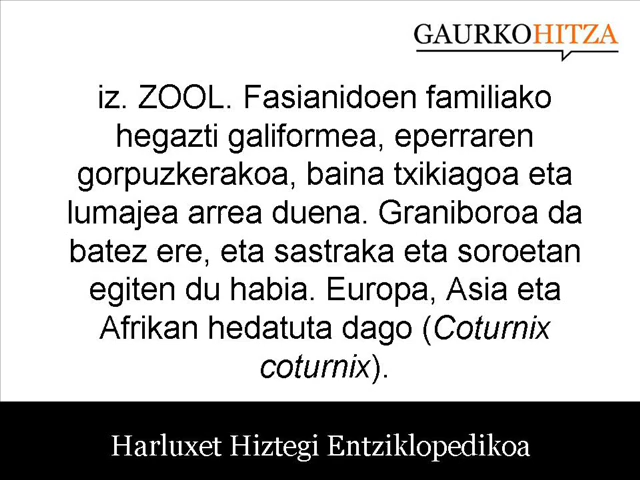 GAURKOHITZA
iz. ZOOL. Fasianidoen familiako
hegazti galiformea, eperraren
gorpuzkerakoa, baina txikiagoa eta
lumajea arrea duena. Graniboroa da
batez ere, eta sastraka eta soroetan
egiten du habia. Europa, Asia eta
Afrikan hedatuta dago (Coturnix
coturnix).
Harluxet Hiztegi Entziklopedikoa